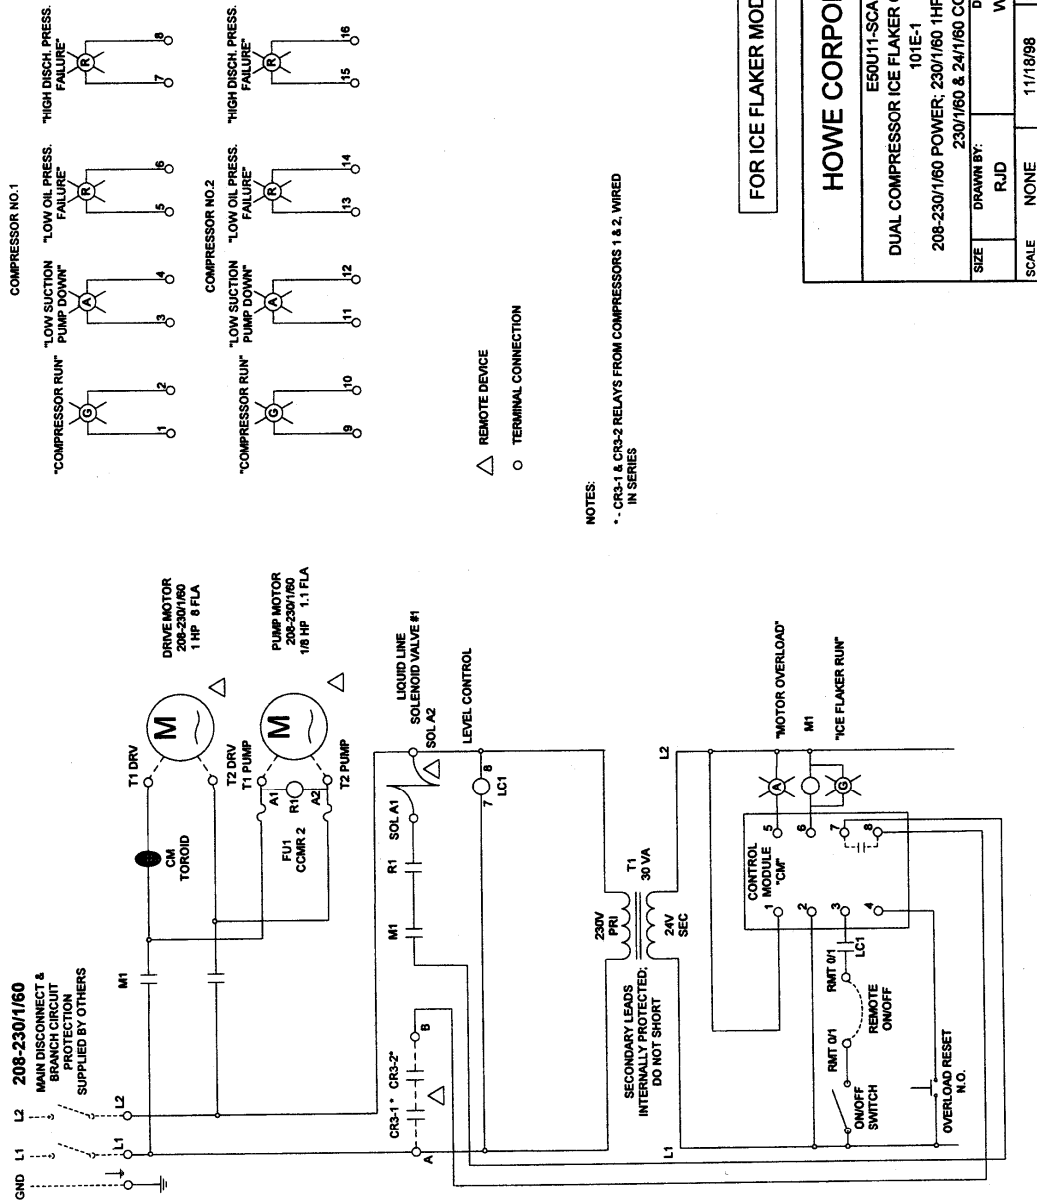 208-230/1/60
MAIN DISCONNECT &
BRANCH CIRCUIT
PROTECTION
SUPPLIED BY OTHERS
GND
L1
L2
L1
L2
M1
CM
TOROID
T1 DRV
T2 DRV
DRIVE MOTOR
208-230/1/60
1 HP 8 FLA
M
T1 PUMP
T2 PUMP
PUMP MOTOR
208-230/1/60
1/8 HP 1.1 FLA
M
A1
R1
A2
FU1
CCMR 2
A
CR3-1 *
CR3-2*
B
M1
R1
SOL A1
SOL A2
LIQUID LINE
SOLENOID VALVE #1
7
8
LC1
LEVEL CONTROL
230V
PRI
T1
30 VA
24V
SEC
SECONDARY LEADS
INTERNALLY PROTECTED;
DO NOT SHORT
L1
L2
CONTROL
MODULE
"CM"
1
2
3
4
5
6
7
8
A
"MOTOR OVERLOAD"
M1
G
"ICE FLAKER RUN"
ON/OFF
SWITCH
RMT 0/1
REMOTE
ON/OFF
RMT 0/1
LC1
OVERLOAD RESET
N.O.
COMPRESSOR NO.1
"COMPRESSOR RUN"
G
1
2
"LOW SUCTION
PUMP DOWN"
A
3
4
"LOW OIL PRESS.
FAILURE"
R
5
6
"HIGH DISCH. PRESS.
FAILURE"
R
7
8
COMPRESSOR NO.2
"COMPRESSOR RUN"
G
9
10
"LOW SUCTION
PUMP DOWN"
A
11
12
"LOW OIL PRESS.
FAILURE"
R
13
14
"HIGH DISCH. PRESS.
FAILURE"
R
15
16
REMOTE DEVICE
TERMINAL CONNECTION
NOTES:
* - CR3-1 & CR3-2 RELAYS FROM COMPRESSORS 1 & 2, WIRED
IN SERIES
FOR ICE FLAKER MOD
HOWE CORPO
E50U11-SCA
DUAL COMPRESSOR ICE FLAKER
101E-1
208-230/1/60 POWER; 230/1/60 1HP
230/1/60 & 24/1/60 CO
SIZE
DRAWN BY:
RJD
D
W
SCALE
NONE
11/18/98